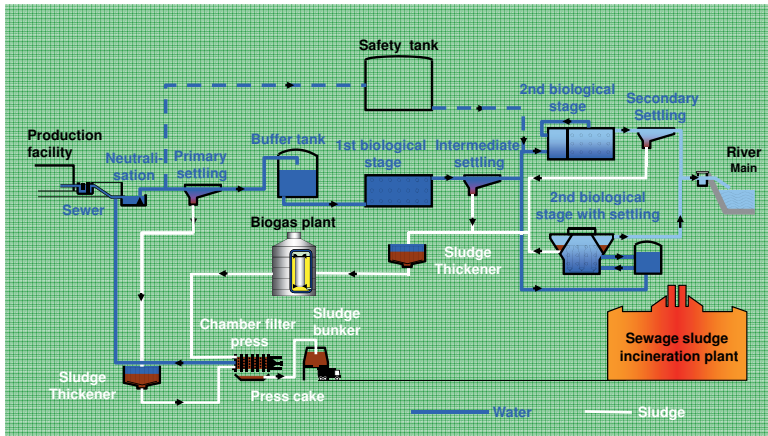 Safety tank
2nd biological
stage
Secondary
Settling
Production
facility
Neutrali-
sation
Primary
settling
Buffer tank
1st biological
stage
Intermediate
settling
River
Main
Sewer
2nd biological
stage with settling
Biogas plant
Sludge
Thickener
Sludge
bunker
Chamber filter
press
Sewage sludge
incineration plant
Sludge
Thickener
Press cake
Water
Sludge